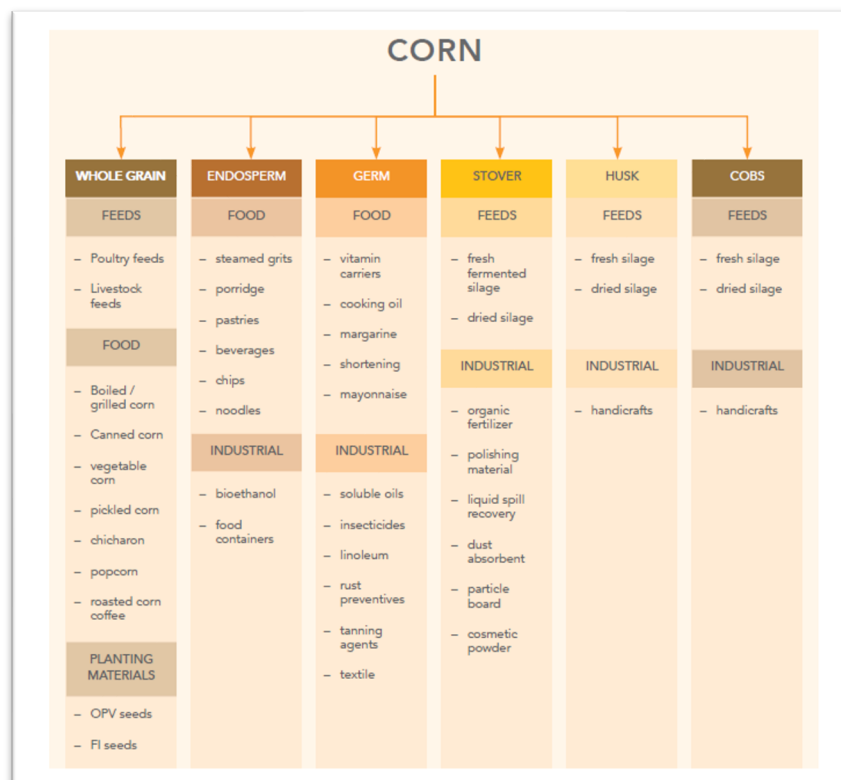 CORN
WHOLE GRAIN
FEEDS
– Poultry feeds
– Livestock
feeds
FOOD
– Boiled /
grilled corn
– Canned corn
– vegetable
corn
– pickled corn
– chicharon
– popcorn
– roasted corn
coffee
PLANTING
MATERIALS
– OPV seeds
– FI seeds
ENDOSPERM
FOOD
– steamed grits
– porridge
– pastries
– beverages
– chips
– noodles
INDUSTRIAL
– bioethanol
– food
containers
GERM
FOOD
– vitamin
carriers
– cooking oil
– margarine
– shortening
– mayonnaise
INDUSTRIAL
– soluble oils
– insecticides
– linoleum
– rust
preventives
– tanning
agents
– textile
STOVER
FEEDS
– fresh
fermented
silage
– dried silage
INDUSTRIAL
– organic
fertilizer
– polishing
material
– liquid spill
recovery
– dust
absorbent
– particle
board
– cosmetic
powder
HUSK
FEEDS
– fresh silage
– dried silage
INDUSTRIAL
– handicrafts
COBS
FEEDS
– fresh silage
– dried silage
INDUSTRIAL
– handicrafts